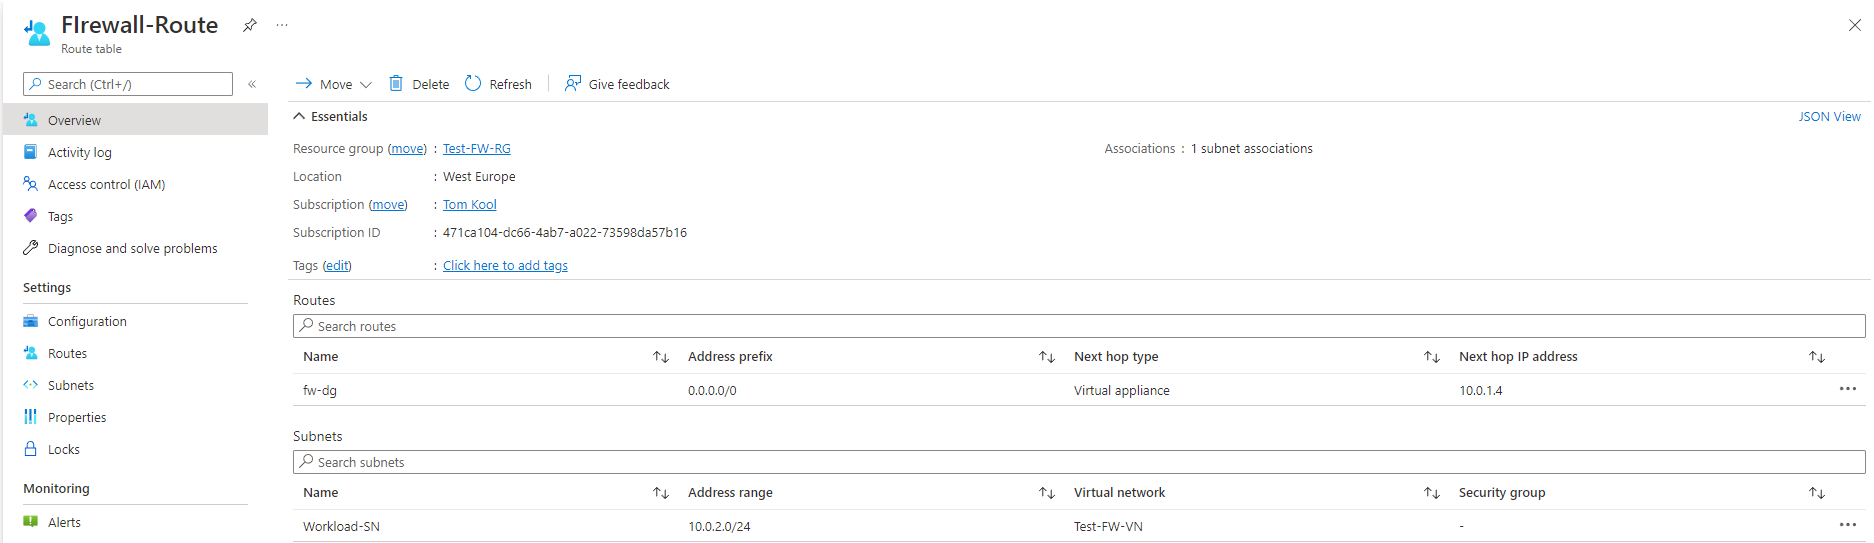 FIrewall-Route
Route table
Search (Ctrl+/)
Overview
Activity log
Access control (IAM)
Tags
Diagnose and solve problems
Settings
Configuration
Routes
Subnets
Properties
Locks
Monitoring
Alerts
Move
Delete
Refresh
Give feedback
Essentials
JSON View
Resource group (move) : Test-FW-RG
Associations : 1 subnet associations
Location : West Europe
Subscription (move) : Tom Kool
Subscription ID : 471ca104-dc66-4ab7-a022-73598da57b16
Tags (edit) : Click here to add tags
Routes
Search routes
Name Address prefix Next hop type Next hop IP address
fw-dg 0.0.0.0/0 Virtual appliance 10.0.1.4
Subnets
Search subnets
Name Address range Virtual network Security group
Workload-SN 10.0.2.0/24 Test-FW-VN -